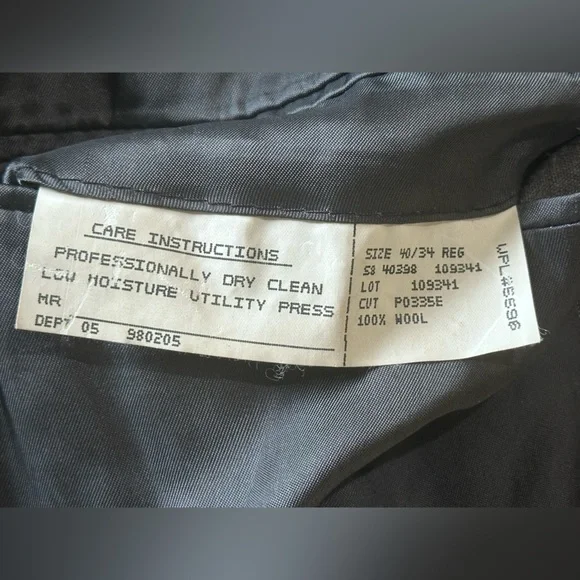 CARE INSTRUCTIONS
PROFESSIONALLY DRY CLEAN
LOW MOISTURE UTILITY PRESS
MR
DEPT 05 980205
SIZE 40/34 REG
S8 40398 109341
LOT 109341
CUT P0335E
100% WOOL
WPL#5596